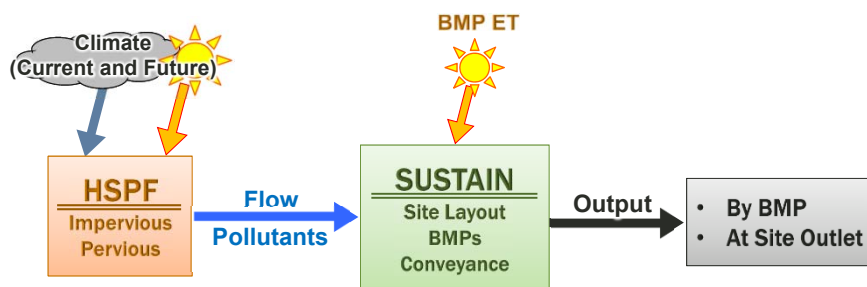 Climate
(Current and Future)
BMP ET
HSPF
Impervious
Pervious
Flow
Pollutants
SUSTAIN
Site Layout
BMPs
Conveyance
Output
• By BMP
• At Site Outlet